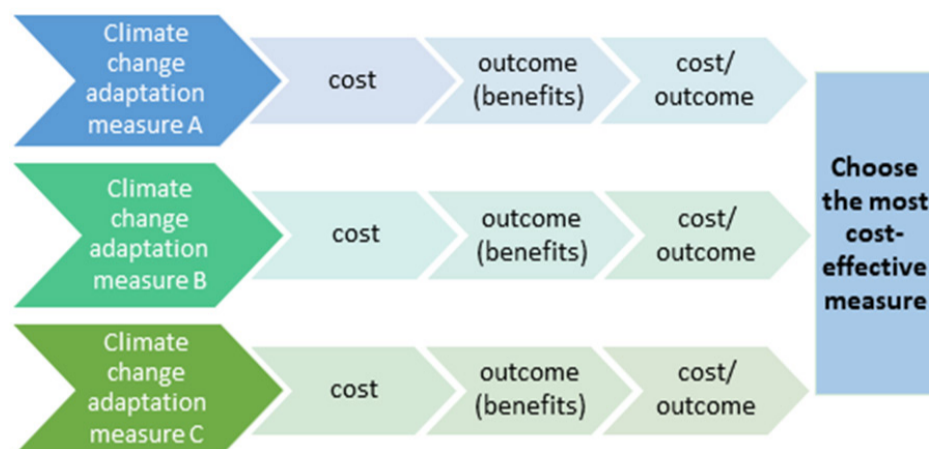 Climate
change
adaptation
measure A
cost
outcome
(benefits)
cost/
outcome
Climate
change
adaptation
measure B
cost
outcome
(benefits)
cost/
outcome
Climate
change
adaptation
measure C
cost
outcome
(benefits)
cost/
outcome
Choose
the most
cost-
effective
measure